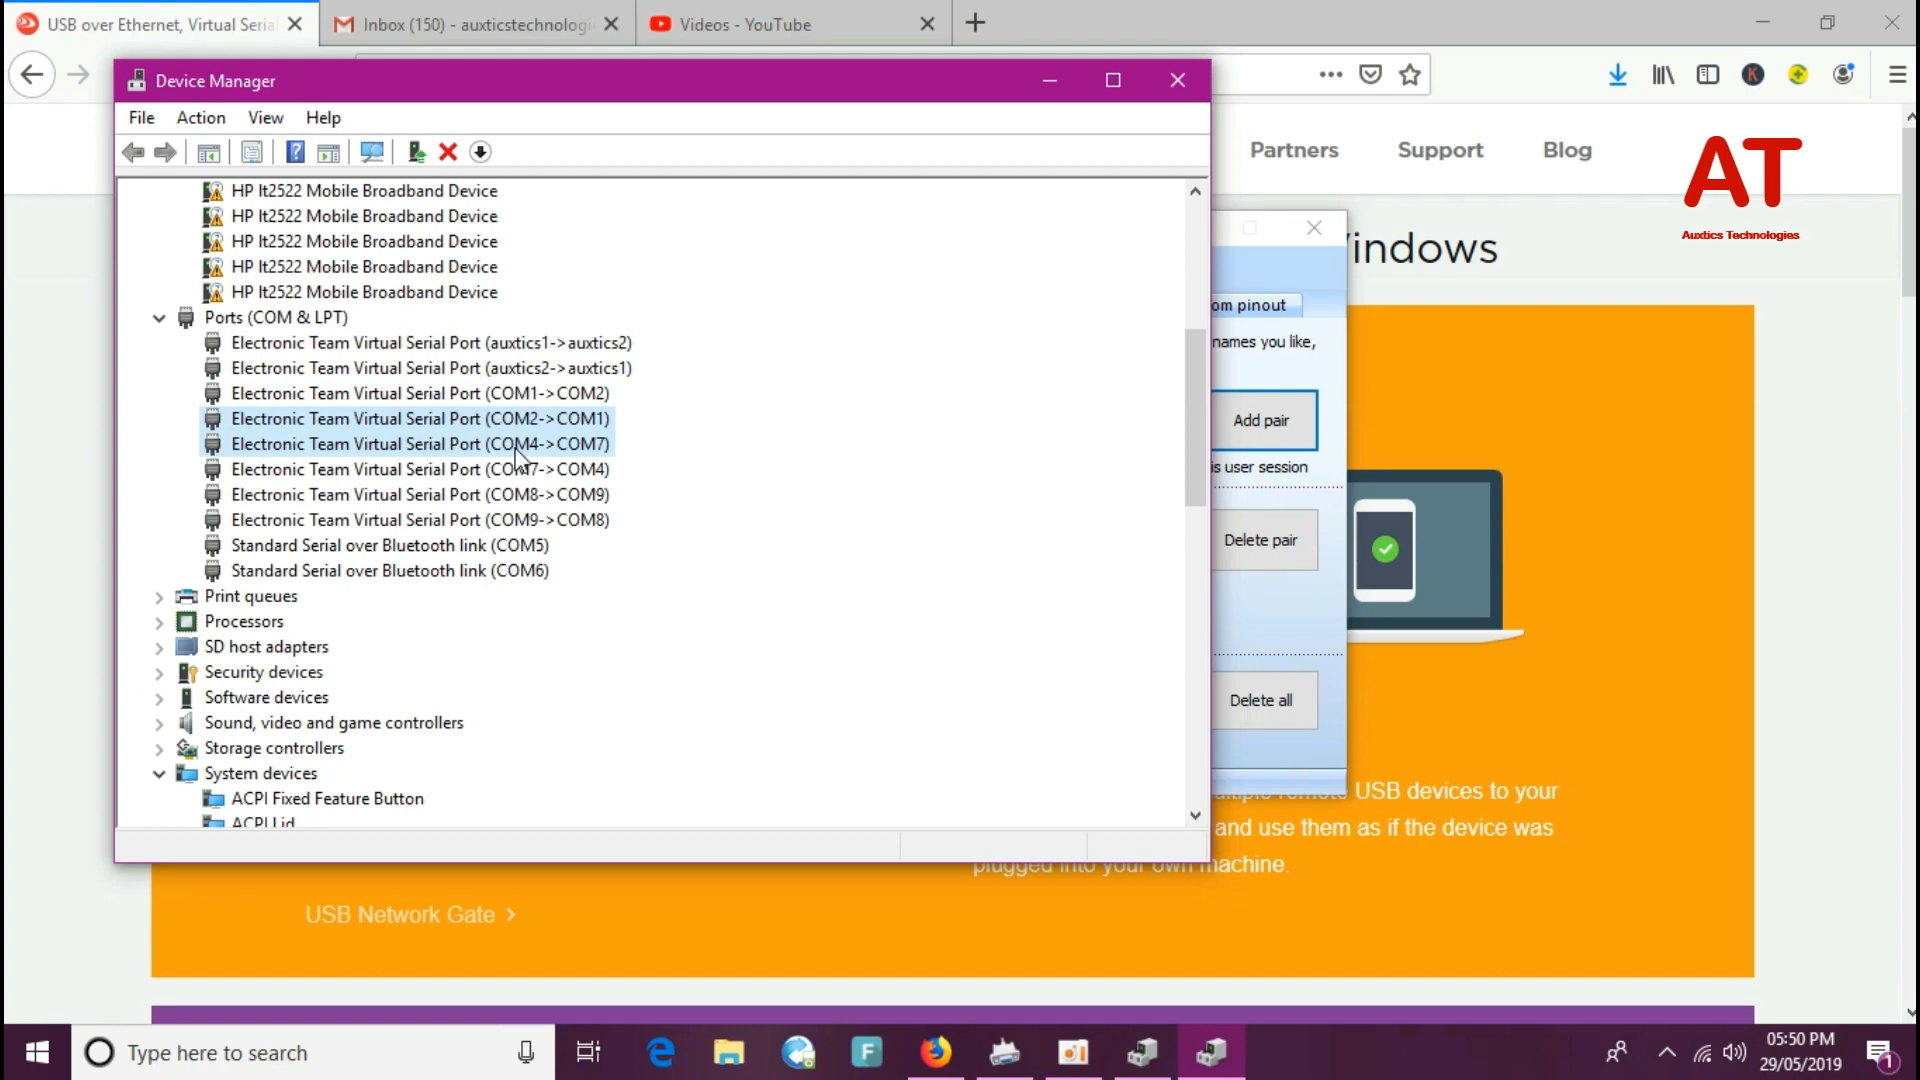 USB over Ethernet, Virtual Seria
Inbox (150) - auxticstechnologi
Videos - YouTube
Device Manager
File Action View Help
HP lt2522 Mobile Broadband Device
HP lt2522 Mobile Broadband Device
HP lt2522 Mobile Broadband Device
HP lt2522 Mobile Broadband Device
HP lt2522 Mobile Broadband Device
Ports (COM & LPT)
Electronic Team Virtual Serial Port (auxtics1->auxtics2)
Electronic Team Virtual Serial Port (auxtics2->auxtics1)
Electronic Team Virtual Serial Port (COM1->COM2)
Electronic Team Virtual Serial Port (COM2->COM1)
Electronic Team Virtual Serial Port (COM4->COM7)
Electronic Team Virtual Serial Port (COM7->COM4)
Electronic Team Virtual Serial Port (COM8->COM9)
Electronic Team Virtual Serial Port (COM9->COM8)
Standard Serial over Bluetooth link (COM5)
Standard Serial over Bluetooth link (COM6)
Print queues
Processors
SD host adapters
Security devices
Software devices
Sound, video and game controllers
Storage controllers
System devices
ACPI Fixed Feature Button
ACPI Lid
Partners Support Blog
AT
Auxtics Technologies
indows
om pinout
names you like,
Add pair
is user session
Delete pair
Delete all
USB devices to your
and use them as if the device was
plugged into your own machine.
USB Network Gate >
Type here to search
05:50 PM
29/05/2019
1